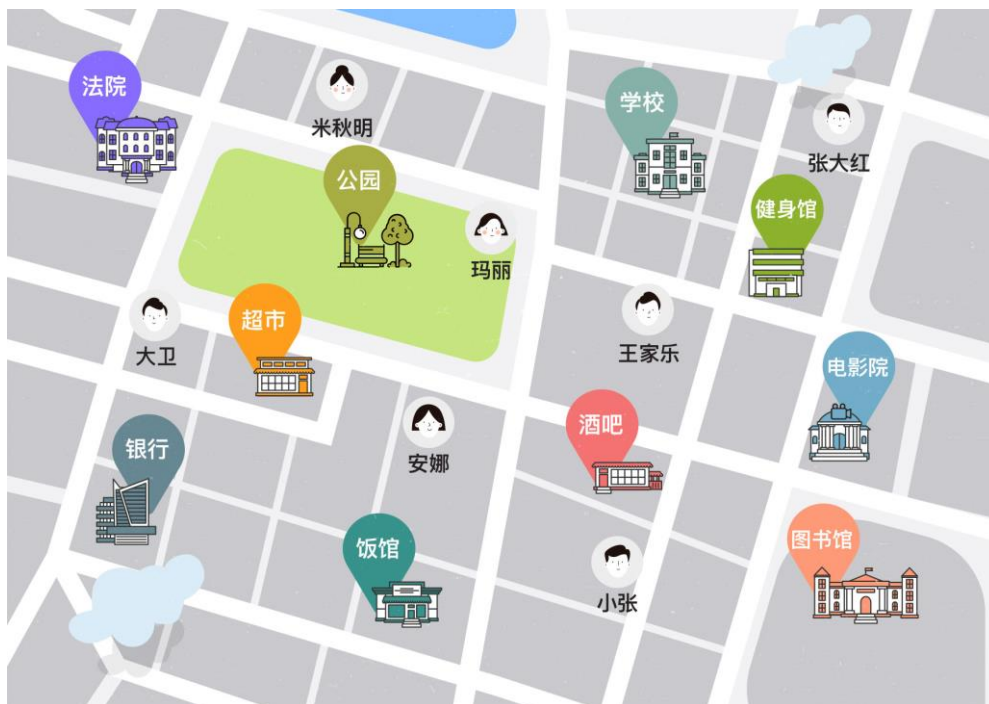 法院
米秋明
学校
张大红
公园
健身馆
玛丽
超市
大卫
王家乐
电影院
酒吧
银行
安娜
饭馆
图书馆
小张